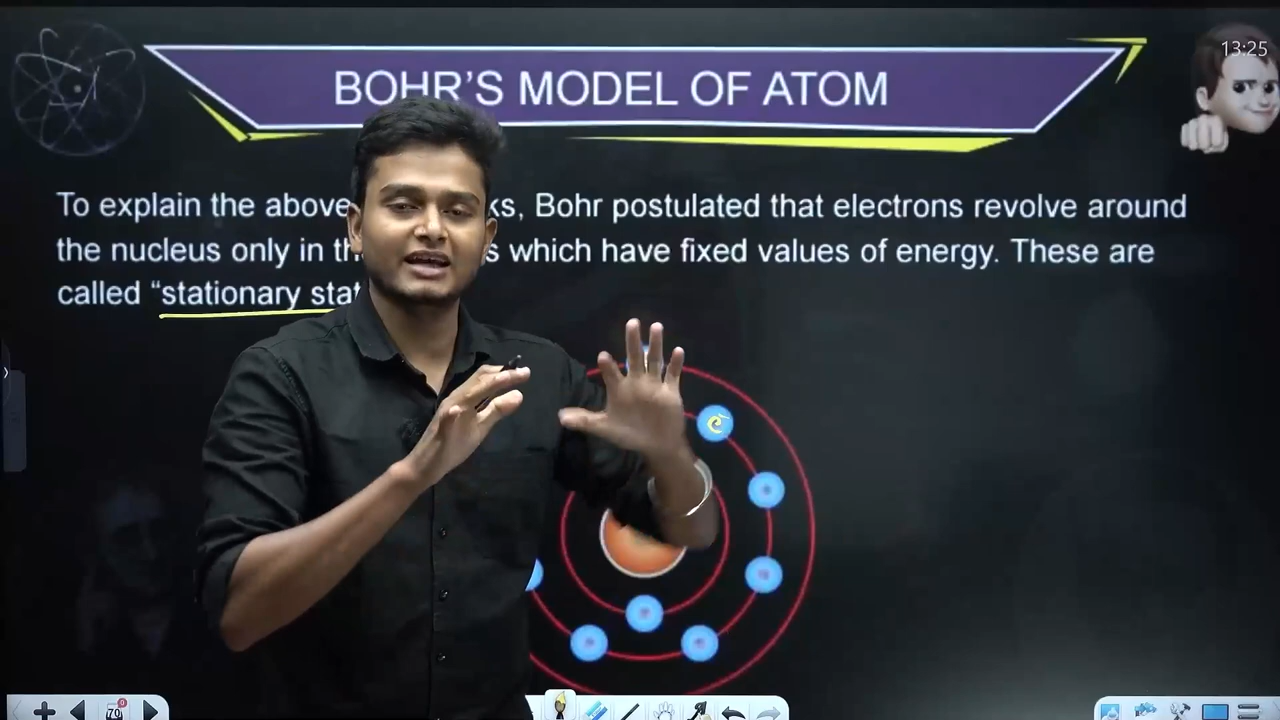 13:25
BOHR'S MODEL OF ATOM
To explain the above ks, Bohr postulated that electrons revolve around
the nucleus only in th s which have fixed values of energy. These are
called “stationary stat
e-
70